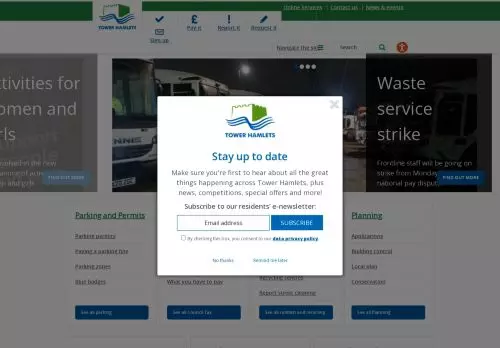 Online Services | Contact us | News & events
TOWER HAMLETS
Pay it
Report it
Request it
Sign up
Navigate the site
Search
ctivities for
omen and
rls
FIND OUT MORE
Waste
service
strike
Frontline staff will be going on
strike from Monday
national pay dispute
FIND OUT MORE
TOWER HAMLETS
Stay up to date
Make sure you're first to hear about all the great
things happening across Tower Hamlets, plus
news, competitions, special offers and more!
Subscribe to our residents' e-newsletter:
Email address
SUBSCRIBE
By checking this box, you consent to our data privacy policy.
No thanks
Remind me later
Parking and Permits
Parking permits
Paying a parking fine
Parking zones
Blue badges
See all parking
What you have to pay
See all Council Tax
Recycling centres
Report street cleaning
See all rubbish and recycling
Planning
Applications
Building control
Local plan
Conservation
See all Planning